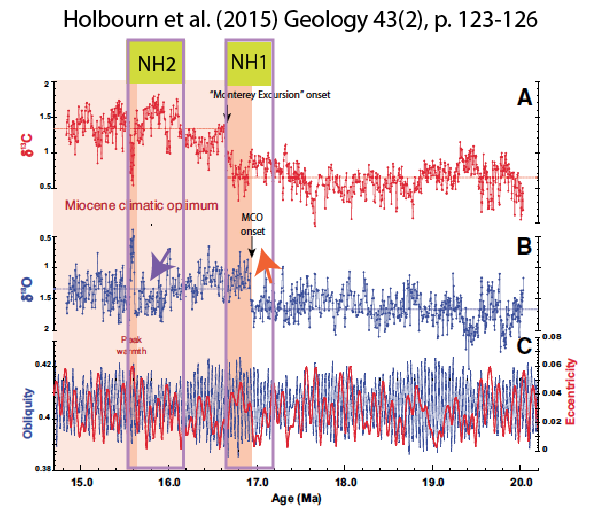 Holbourn et al. (2015) Geology 43(2), p. 123-126
NH2
NH1
"Monterey Excursion" onset
A
2
1.5
1
0.5
δ¹³C
Miocene climatic optimum
MCO
onset
B
0.5
1
1.5
2
δ¹⁸O
Peak
warmth
C
0.42
0.4
0.38
Obliquity
0.08
0.06
0.04
0.02
0
Eccentricity
15.0 16.0 17.0 18.0 19.0 20.0
Age (Ma)